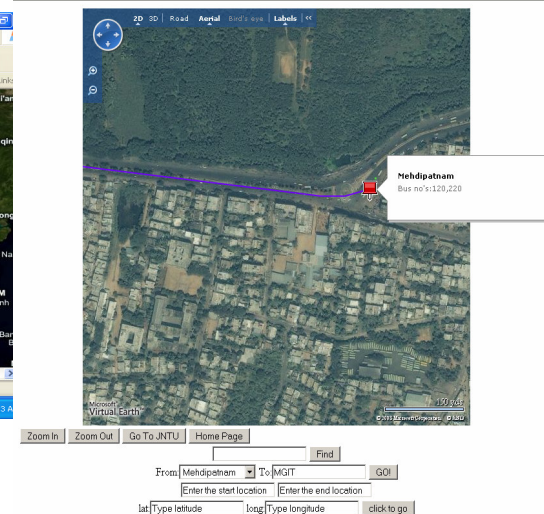 2D 3D Road Aerial Bird's eye Labels <<
Mehdipatnam
Bus no's:120,220
Microsoft
Virtual Earth™
150 yds
Zoom In Zoom Out Go To JNTU Home Page
Find
From: Mehdipatnam To: MGIT GO!
Enter the start location Enter the end location
lat: Type latitude long: Type longitude click to go